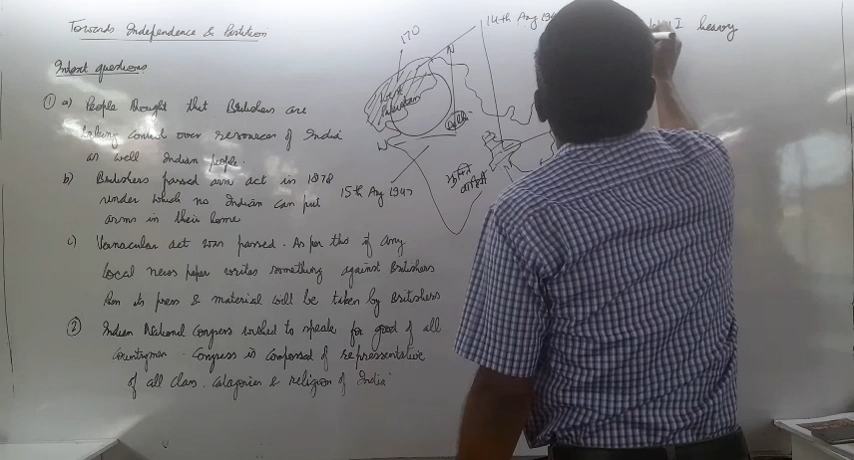 Towards Independence & Partition
Intext questions
① a) People thought that Britishers are
taking control over resources of India
as well Indian people.
b) Britishers passed arm act in 1878
under which no Indian can put
arms in their home
c) Vernacular act was passed. As per this if any
local news paper writes something against Britishers
then its press & material will be taken by Britishers
② Indian National Congress wished to speak for good of all
Countrymen. Congress is composed of representative
of all class, categories & religion of India
170
N
Delhi
15th Aug 1947
14th Aug 19
I heavy